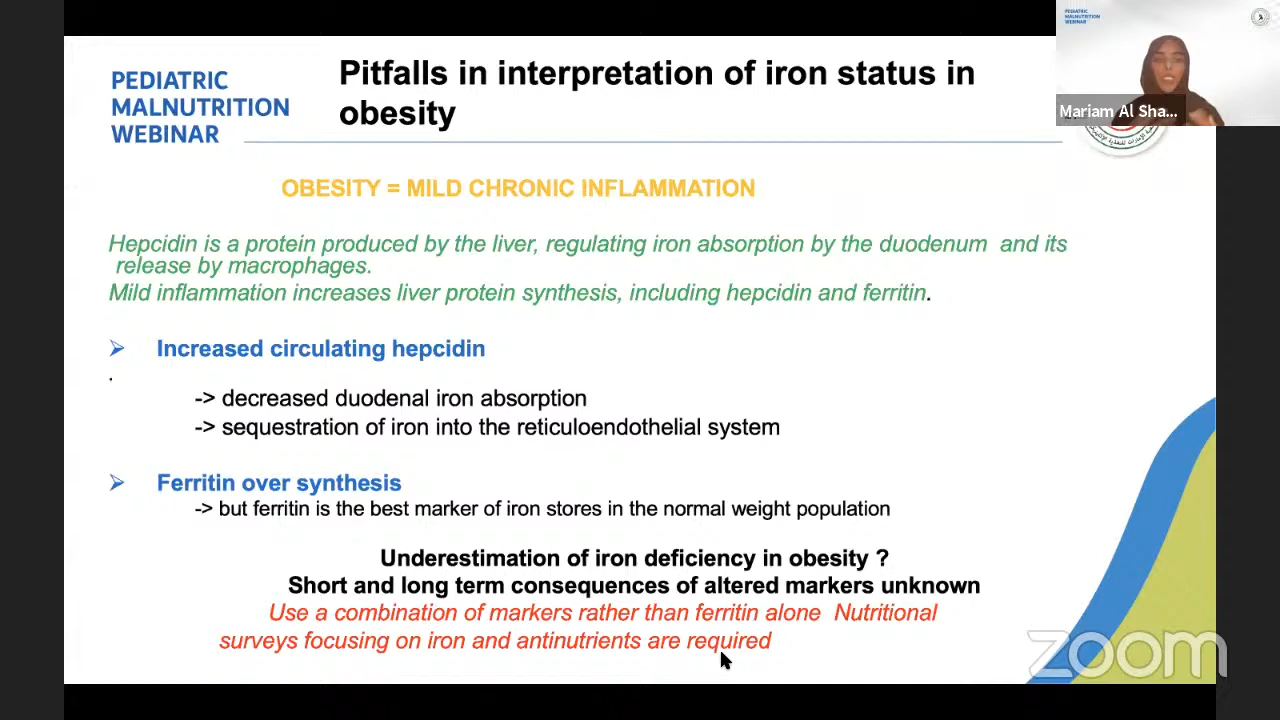 PEDIATRIC
MALNUTRITION
WEBINAR
Pitfalls in interpretation of iron status in
obesity
PEDIATRIC
MALNUTRITION
WEBINAR
Mariam Al Sha...
OBESITY = MILD CHRONIC INFLAMMATION
Hepcidin is a protein produced by the liver, regulating iron absorption by the duodenum and its
release by macrophages.
Mild inflammation increases liver protein synthesis, including hepcidin and ferritin.
➢ Increased circulating hepcidin
.
-> decreased duodenal iron absorption
-> sequestration of iron into the reticuloendothelial system
➢ Ferritin over synthesis
-> but ferritin is the best marker of iron stores in the normal weight population
Underestimation of iron deficiency in obesity ?
Short and long term consequences of altered markers unknown
Use a combination of markers rather than ferritin alone Nutritional
surveys focusing on iron and antinutrients are required
zoom